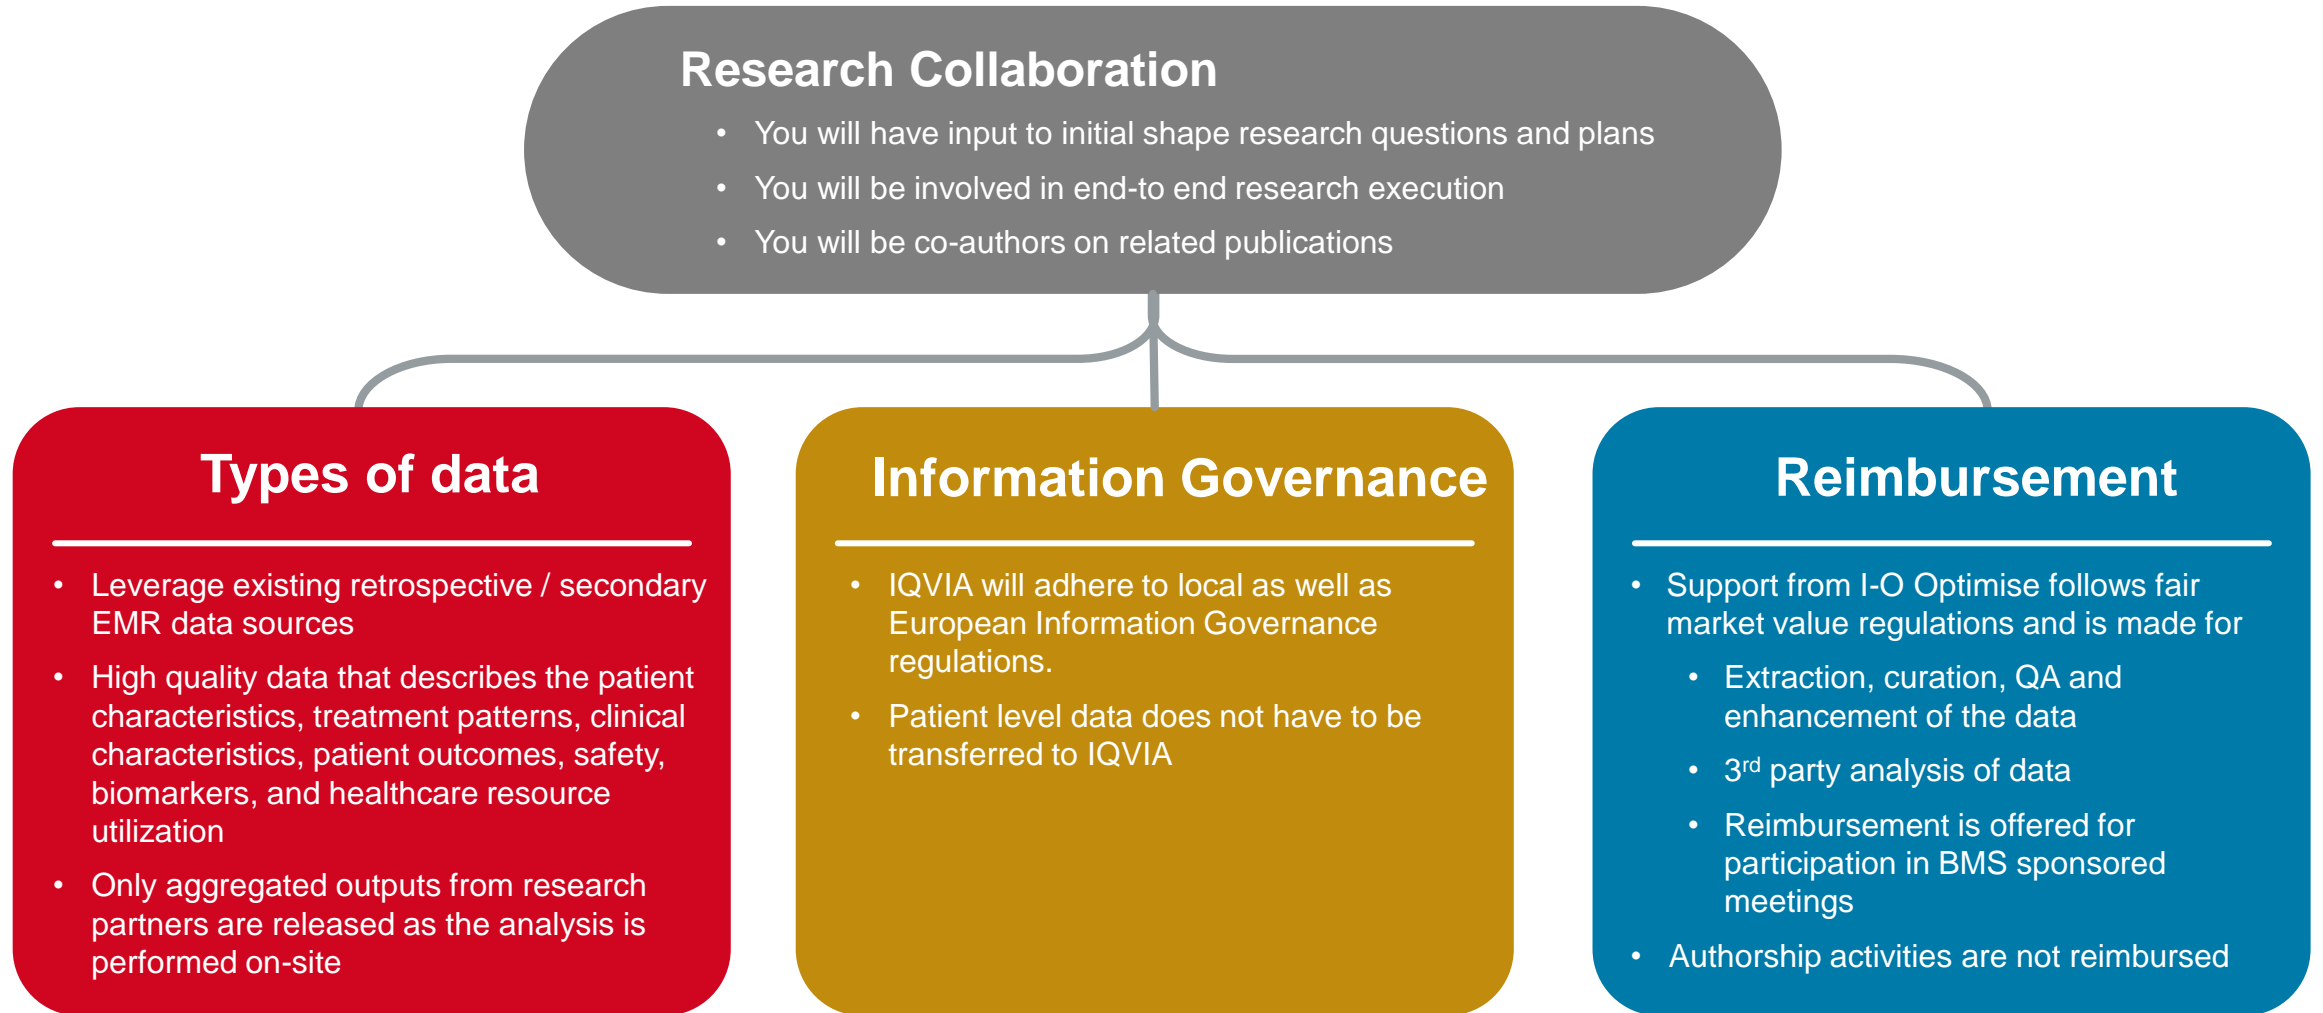 Research Collaboration
• You will have input to initial shape research questions and plans
• You will be involved in end-to end research execution
• You will be co-authors on related publications
Types of data
• Leverage existing retrospective / secondary
EMR data sources
• High quality data that describes the patient
characteristics, treatment patterns, clinical
characteristics, patient outcomes, safety,
biomarkers, and healthcare resource
utilization
• Only aggregated outputs from research
partners are released as the analysis is
performed on-site
Information Governance
• IQVIA will adhere to local as well as
European Information Governance
regulations.
• Patient level data does not have to be
transferred to IQVIA
Reimbursement
• Support from I-O Optimise follows fair
market value regulations and is made for
• Extraction, curation, QA and
enhancement of the data
• 3rd party analysis of data
• Reimbursement is offered for
participation in BMS sponsored
meetings
• Authorship activities are not reimbursed